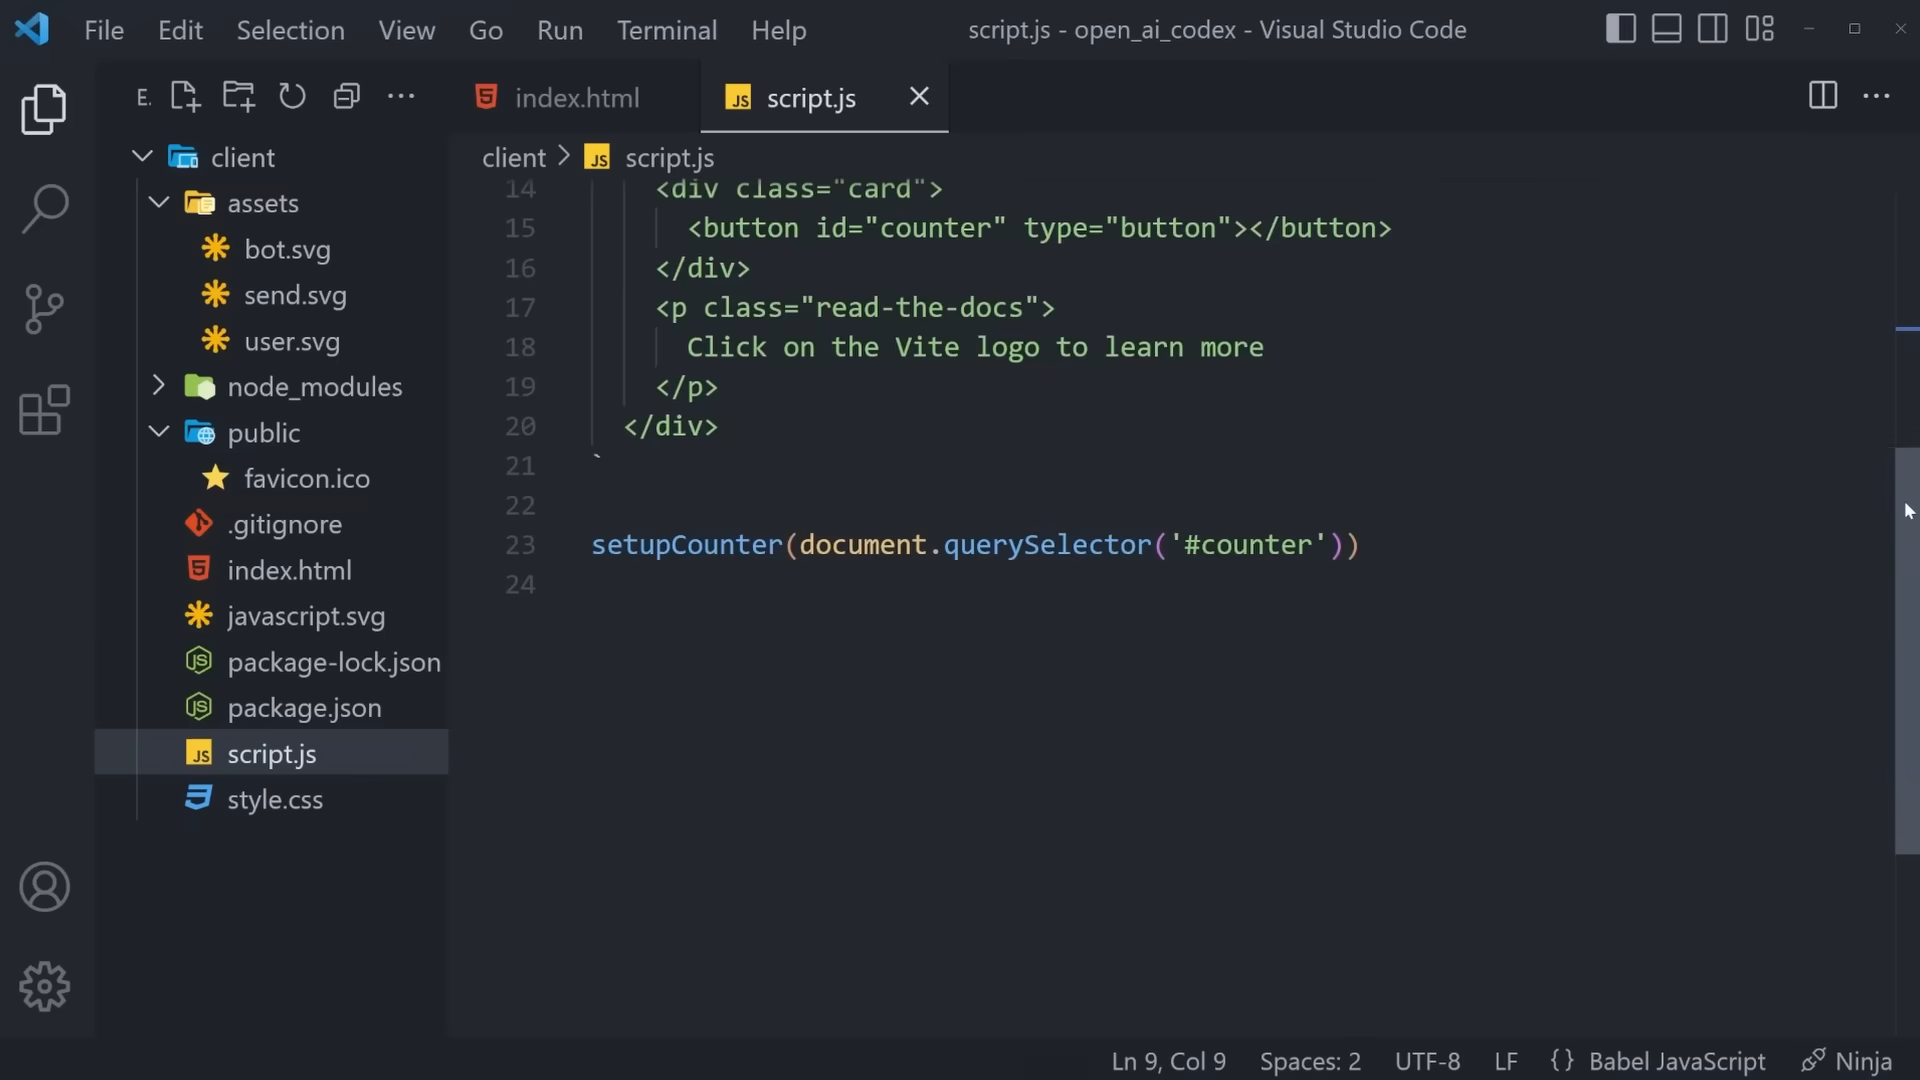 File Edit Selection View Go Run Terminal Help script.js - open_ai_codex - Visual Studio Code
E.
index.html
JS script.js
client
assets
bot.svg
send.svg
user.svg
node_modules
public
favicon.ico
.gitignore
index.html
javascript.svg
package-lock.json
package.json
JS script.js
style.css
client > JS script.js
14 <div class="card">
15 <button id="counter" type="button"></button>
16 </div>
17 <p class="read-the-docs">
18 Click on the Vite logo to learn more
19 </p>
20 </div>
21 `
22
23 setupCounter(document.querySelector('#counter'))
24
Ln 9, Col 9 Spaces: 2 UTF-8 LF {} Babel JavaScript Ninja